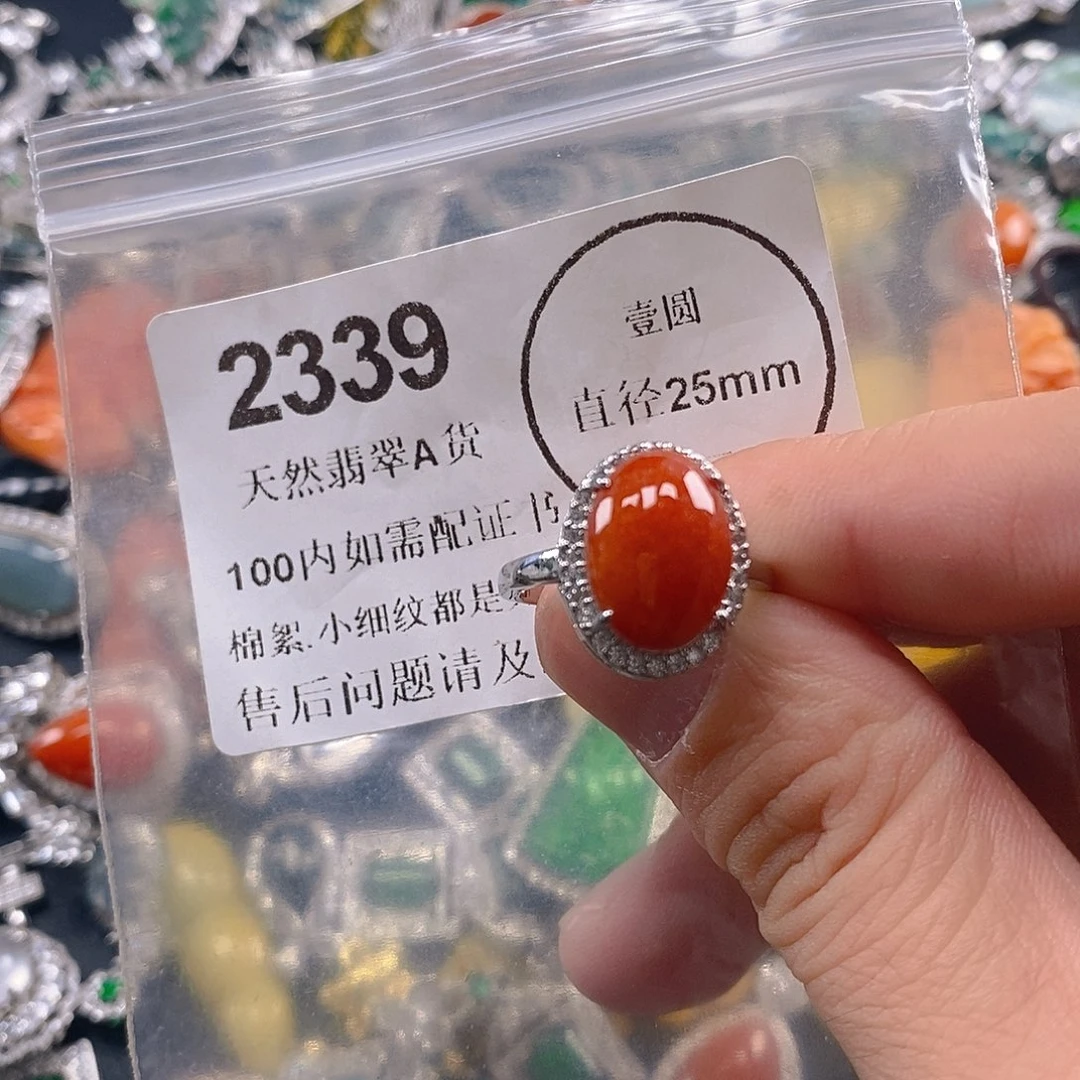 2339
壹圆
直径25mm
天然翡翠A货
100内如需配证书
棉絮.小细纹都是
售后问题请及